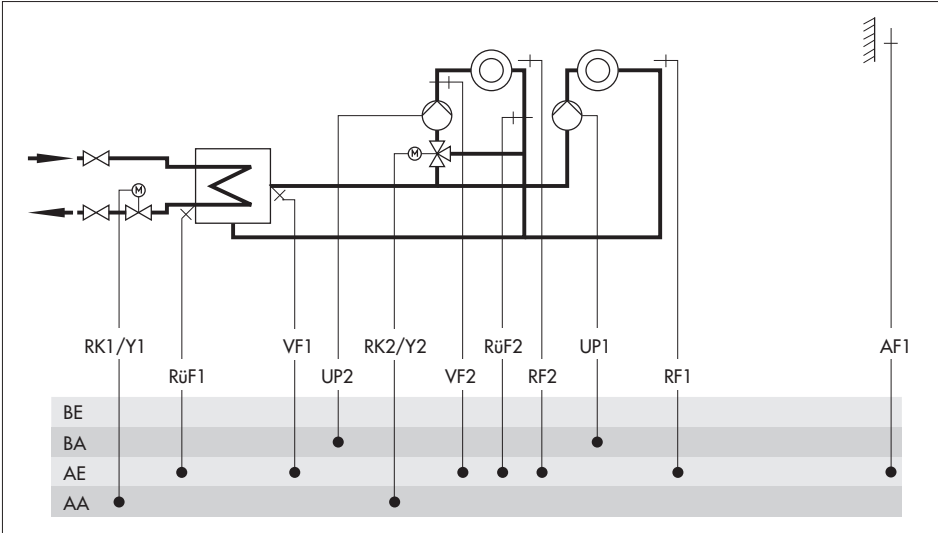 M
M
RK1/Y1 VF1 RK2/Y2 RüF2 UP1 AF1
RüF1 UP2 VF2 RF2 RF1
BE
BA
AE
AA